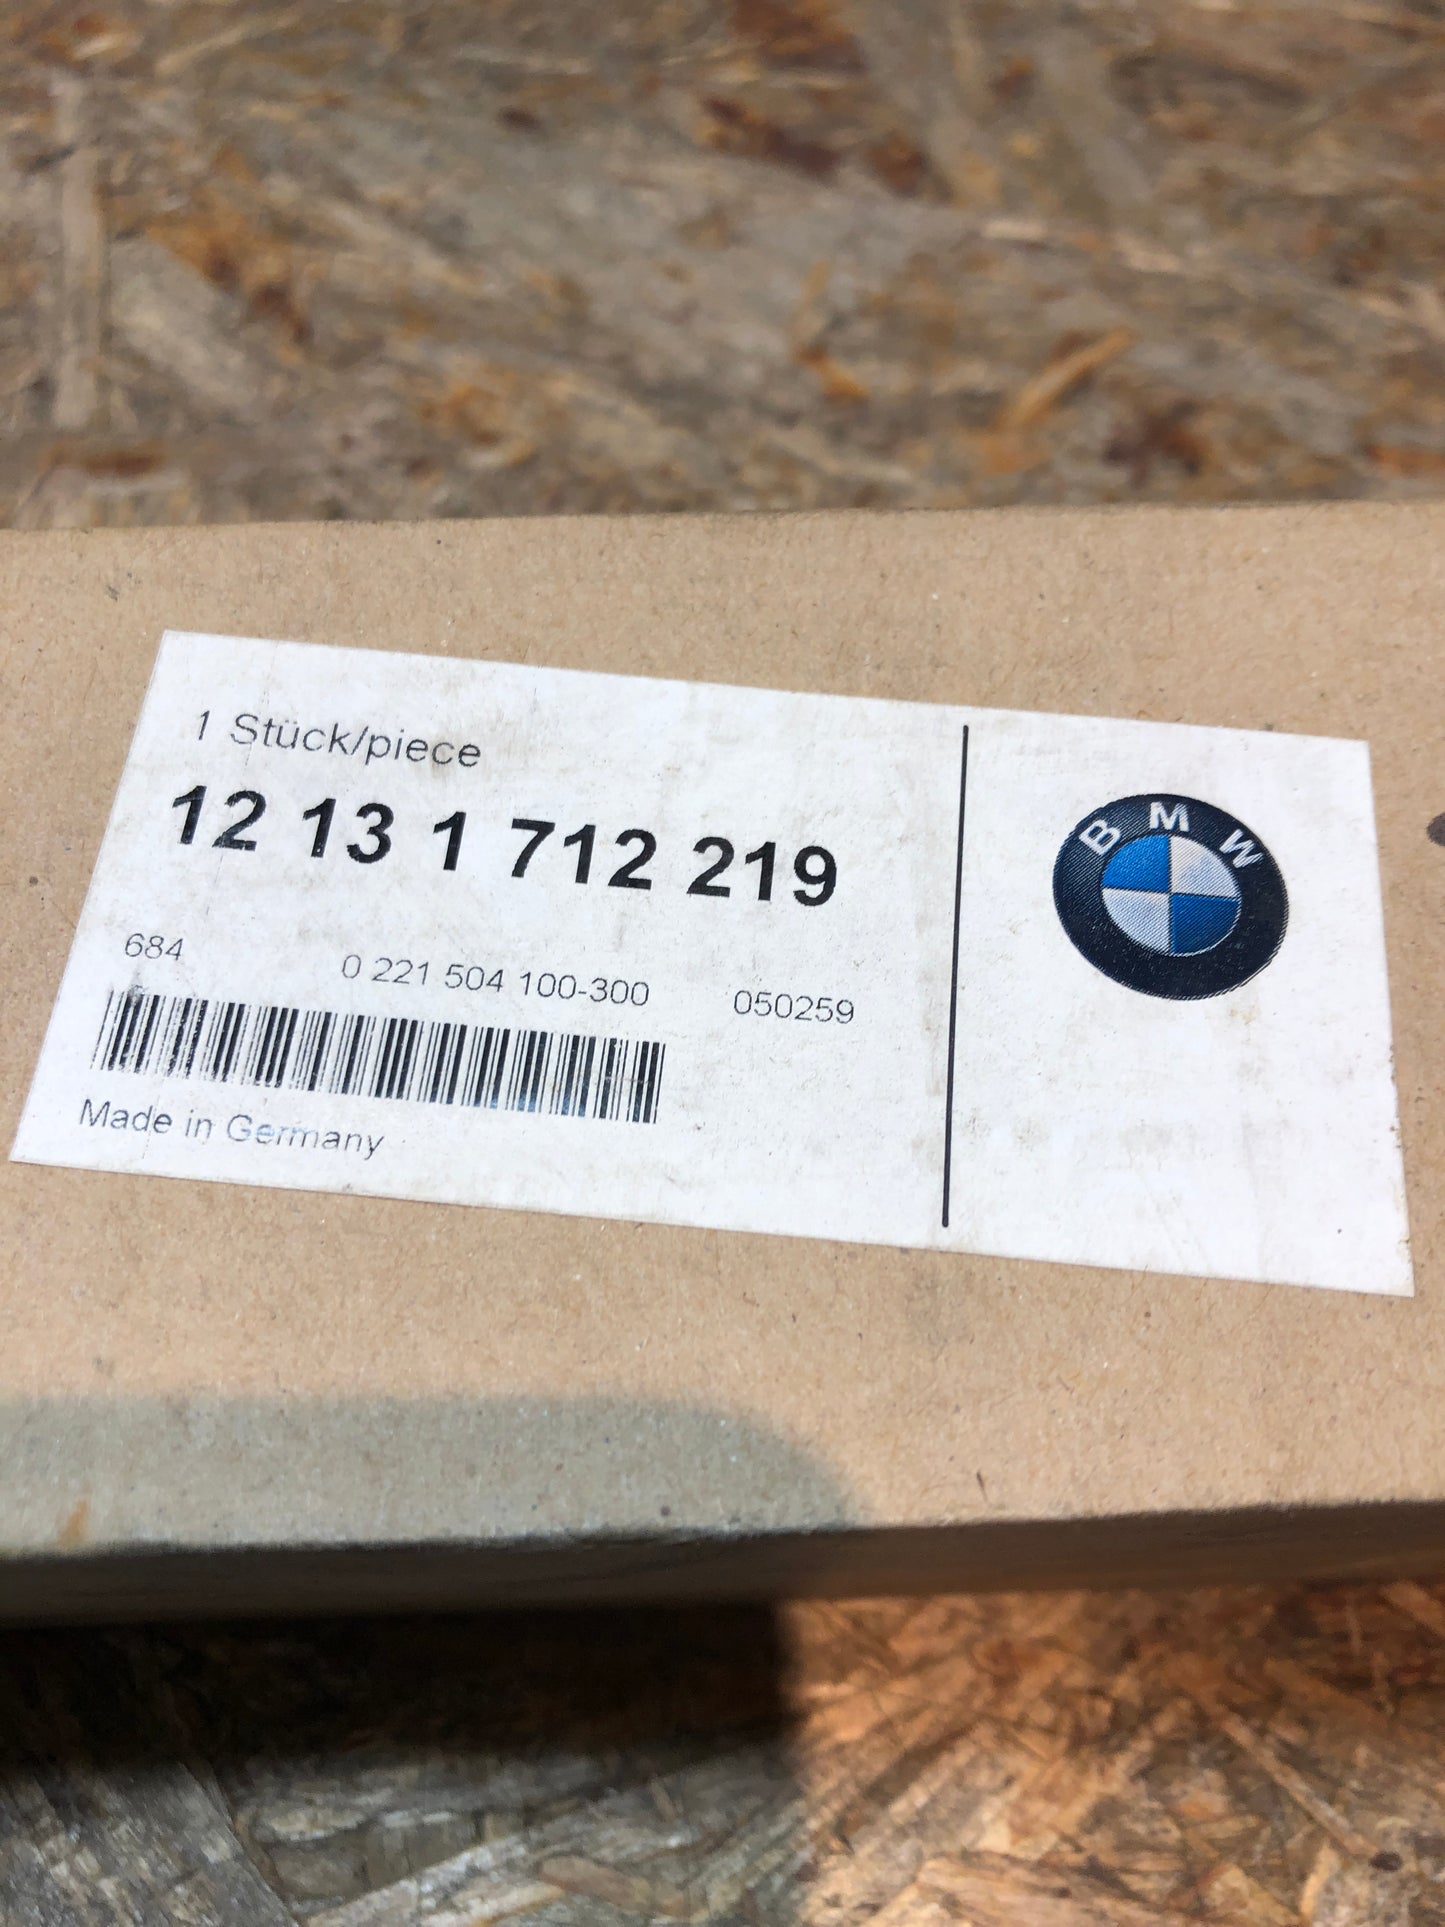 1 Stück/piece
12 13 1 712 219
684 0 221 504 100-300 050259
Made in Germany
BMW